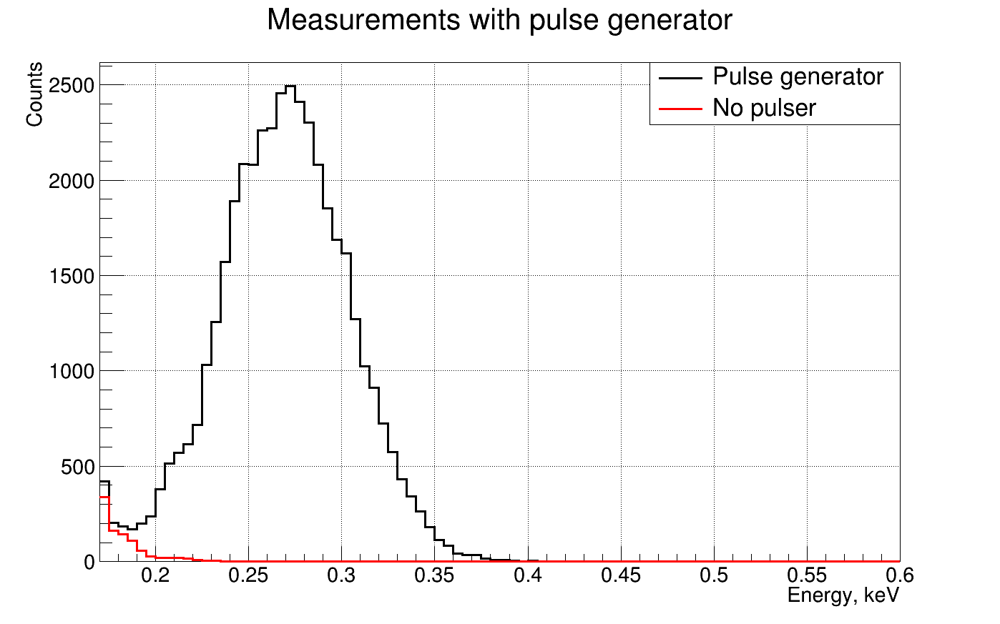 Measurements with pulse generator
Counts
2500
2000
1500
1000
500
0
Pulse generator
No pulser
0.2 0.25 0.3 0.35 0.4 0.45 0.5 0.55 0.6
Energy, keV